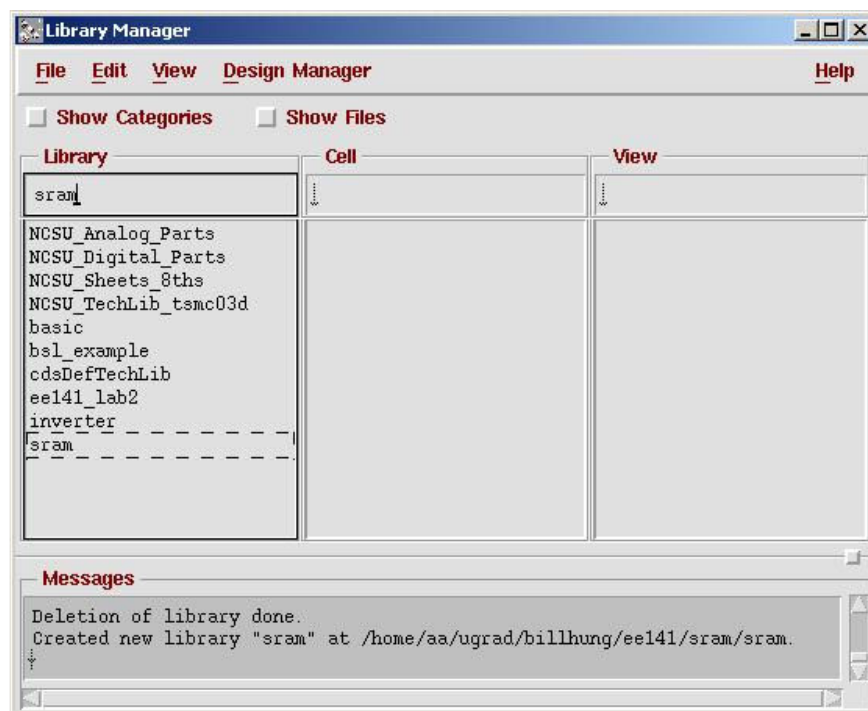 Library Manager
File Edit View Design Manager Help
Show Categories Show Files
Library Cell View
sram
NCSU_Analog_Parts
NCSU_Digital_Parts
NCSU_Sheets_8ths
NCSU_TechLib_tsmc03d
basic
bsl_example
cdsDefTechLib
ee141_lab2
inverter
sram
Messages
Deletion of library done.
Created new library "sram" at /home/aa/ugrad/billhung/ee141/sram/sram.